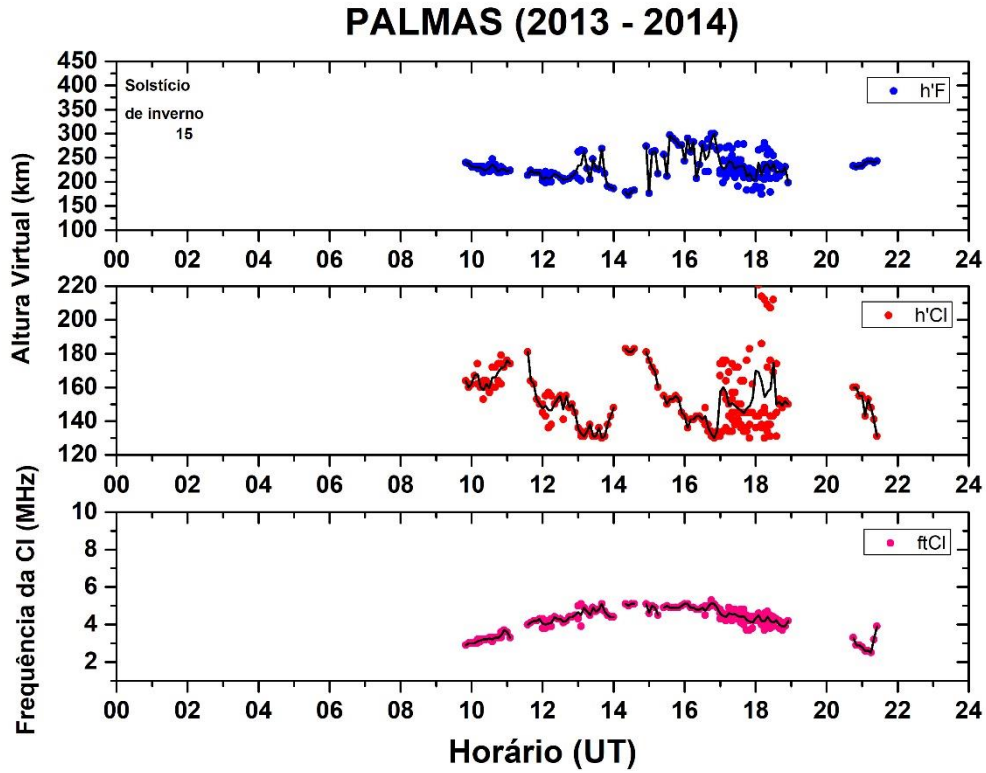 PALMAS (2013 - 2014)
Altura Virtual (km)
450
400
350
300
250
200
150
100
Solstício
de inverno
15
h'F
00 02 04 06 08 10 12 14 16 18 20 22 24
220
200
180
160
140
120
h'CI
00 02 04 06 08 10 12 14 16 18 20 22 24
Frequência da CI (MHz)
10
8
6
4
2
ftCI
00 02 04 06 08 10 12 14 16 18 20 22 24
Horário (UT)